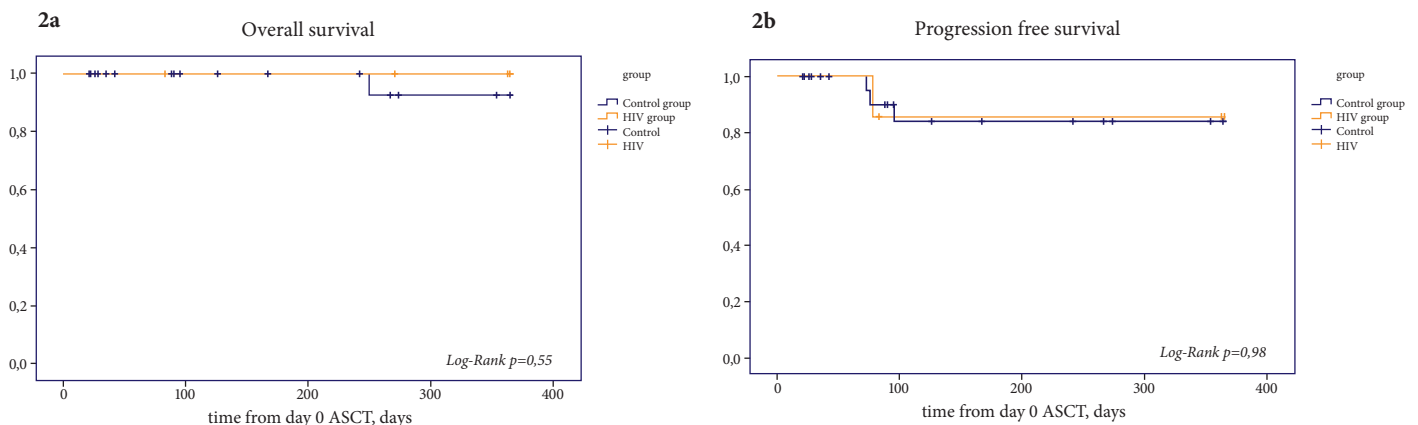 2a
Overall survival
1,0
0,8
0,6
0,4
0,2
0,0
0
100
200
300
400
time from day 0 ASCT, days
Log-Rank p=0,55
group
Control group
HIV group
Control
HIV
2b
Progression free survival
1,0
0,8
0,6
0,4
0,2
0,0
0
100
200
300
400
time from day 0 ASCT, days
Log-Rank p=0,98
group
Control group
HIV group
Control
HIV